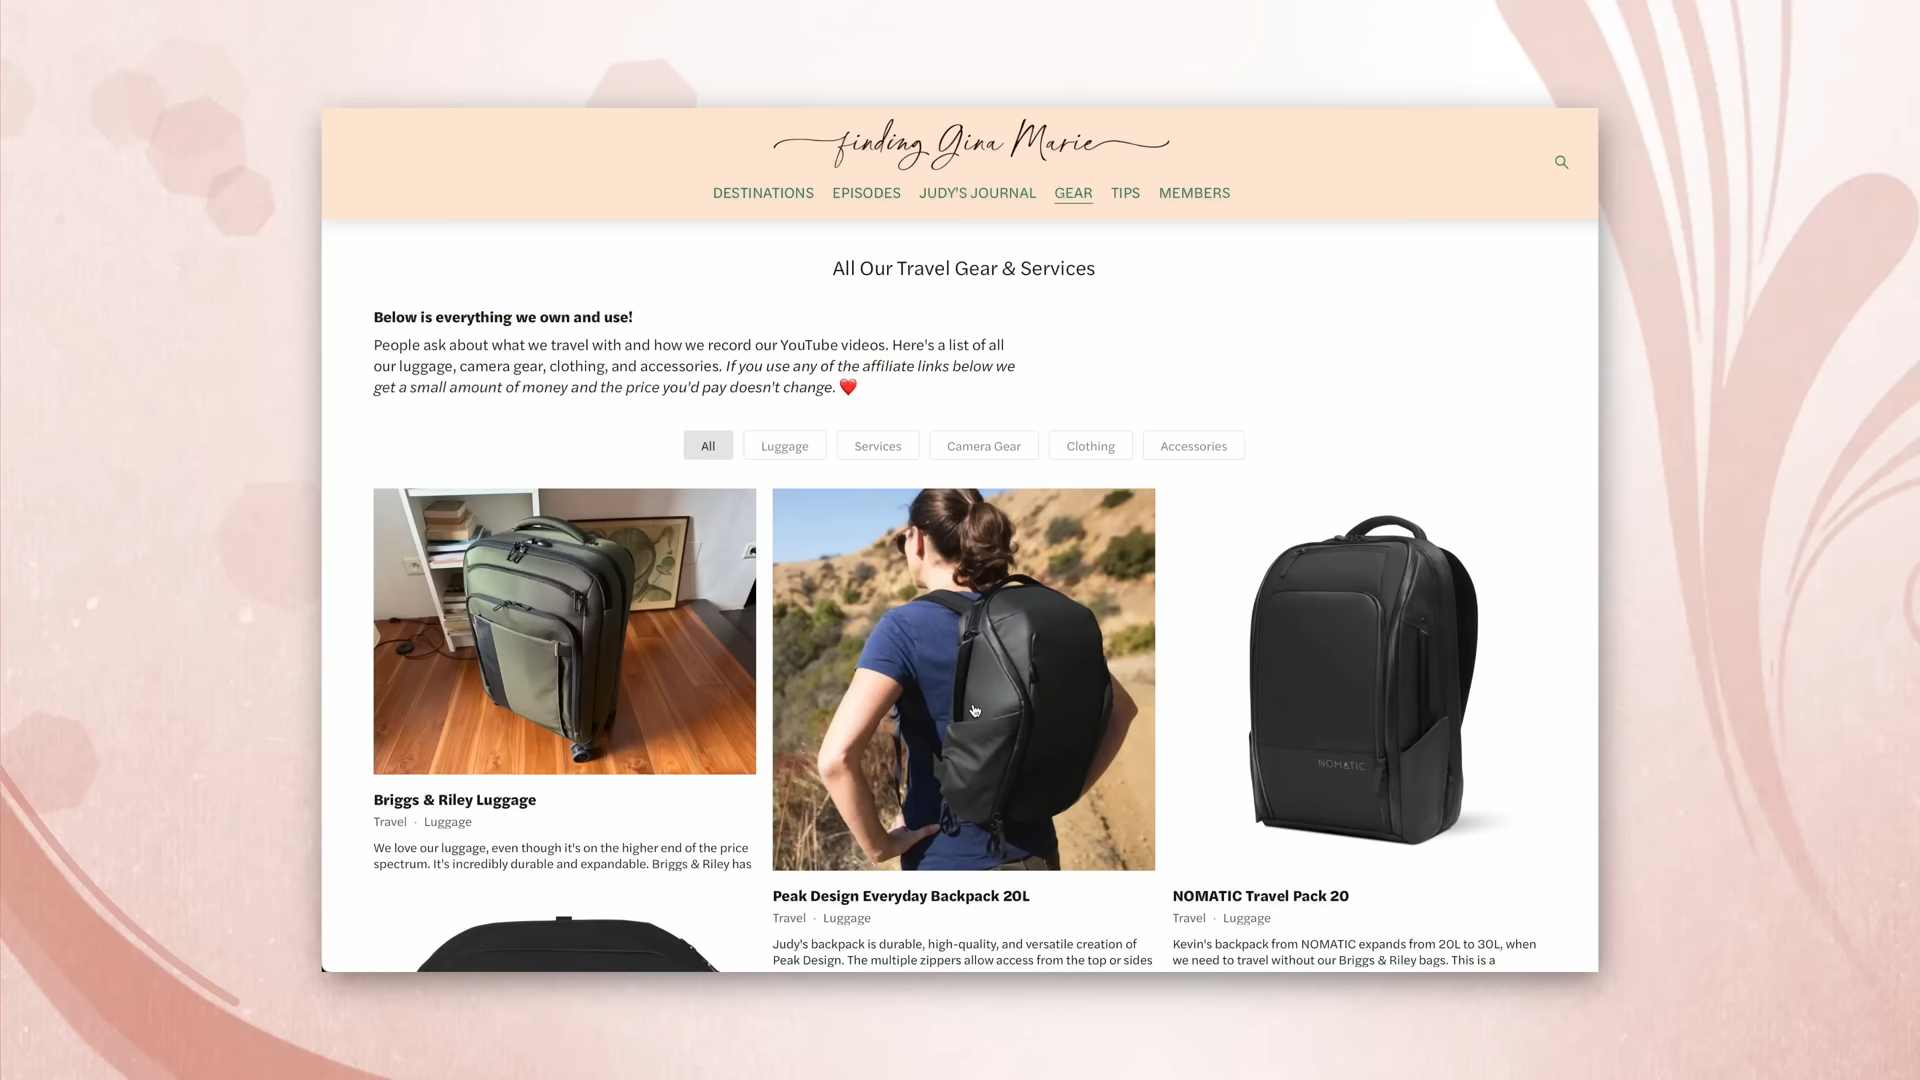 finding Gina Marie
DESTINATIONS EPISODES JUDY'S JOURNAL GEAR TIPS MEMBERS
All Our Travel Gear & Services
Below is everything we own and use!
People ask about what we travel with and how we record our YouTube videos. Here's a list of all
our luggage, camera gear, clothing, and accessories. If you use any of the affiliate links below we
get a small amount of money and the price you'd pay doesn't change. ❤️
All Luggage Services Camera Gear Clothing Accessories
NOMATIC
Briggs & Riley Luggage
Travel · Luggage
We love our luggage, even though it's on the higher end of the price
spectrum. It's incredibly durable and expandable. Briggs & Riley has
Peak Design Everyday Backpack 20L
Travel · Luggage
Judy's backpack is durable, high-quality, and versatile creation of
Peak Design. The multiple zippers allow access from the top or sides
NOMATIC Travel Pack 20
Travel · Luggage
Kevin's backpack from NOMATIC expands from 20L to 30L, when
we need to travel without our Briggs & Riley bags. This is a